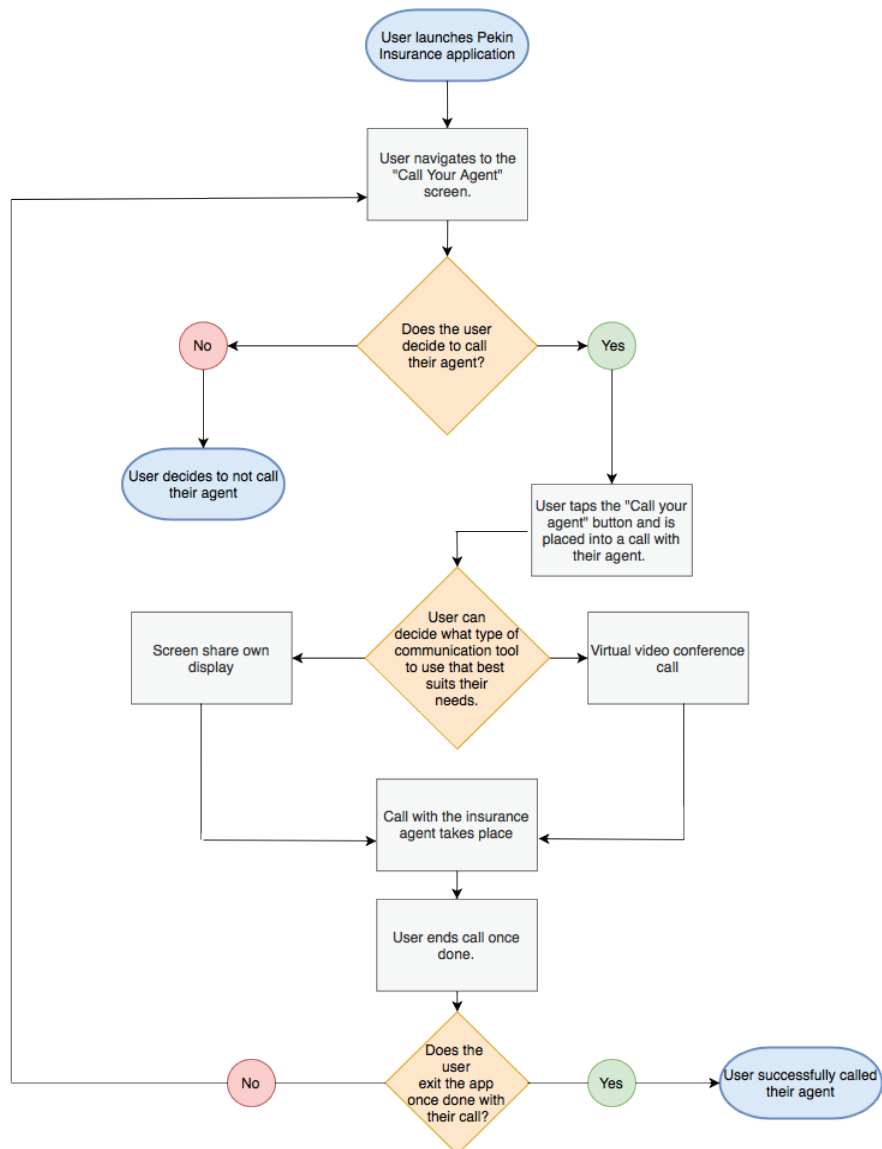 User launches Pekin
Insurance application
User navigates to the
"Call Your Agent"
screen.
Does the user
decide to call
their agent?
No
Yes
User decides to not call
their agent
User taps the "Call your
agent" button and is
placed into a call with
their agent.
User can
decide what type of
communication tool
to use that best
suits their
needs.
Screen share own
display
Virtual video conference
call
Call with the insurance
agent takes place
User ends call once
done.
Does the
user
exit the app
once done with
their call?
No
Yes
User successfully called
their agent